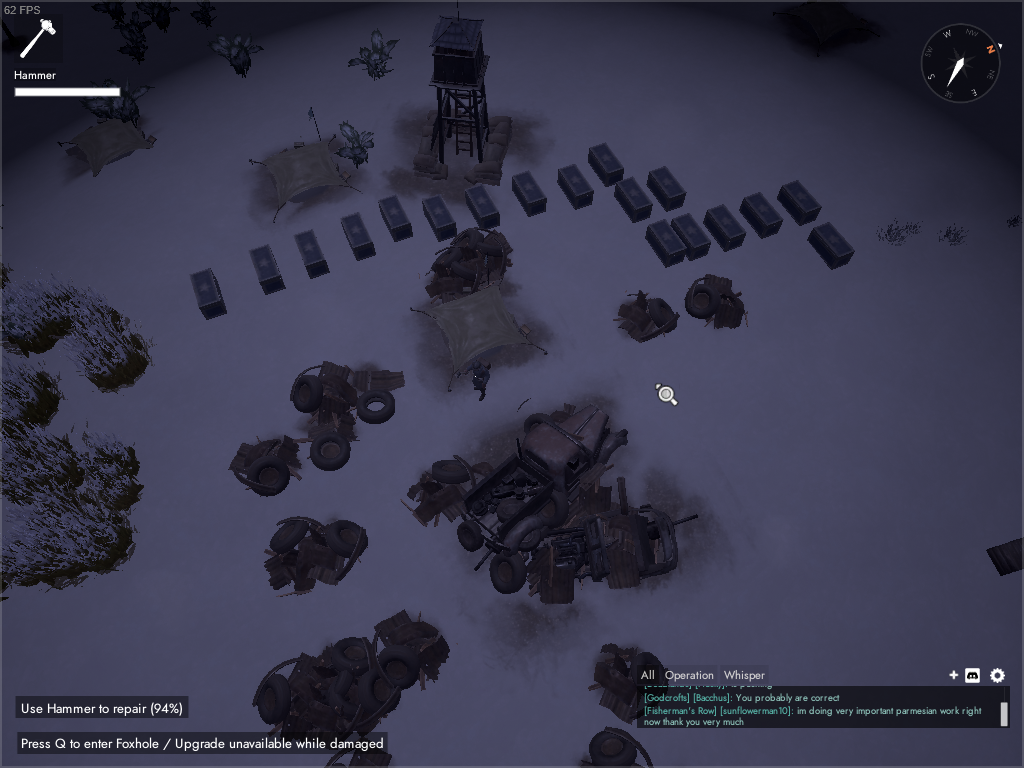 62 FPS
Hammer
W
NW
N
NE
E
S
All Operation Whisper
[Godcrofts] [Bacchus]: You probably are correct
[Fisherman's Row] [sunflowerman10]: im doing very important parmesian work right
now thank you very much
Use Hammer to repair (94%)
Press Q to enter Foxhole / Upgrade unavailable while damaged